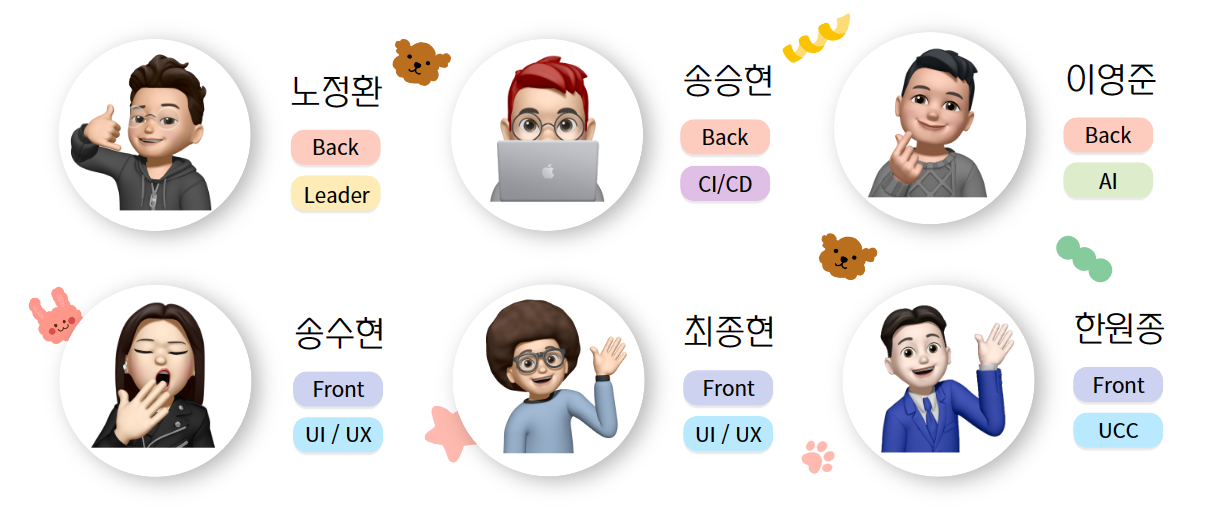 노정환
Back
Leader
송승현
Back
CI/CD
이영준
Back
AI
송수현
Front
UI / UX
최종현
Front
UI / UX
한원종
Front
UCC